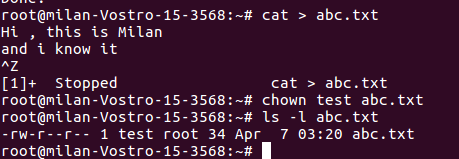 Done.
root@milan-Vostro-15-3568:~# cat > abc.txt
Hi , this is Milan
and i know it
^Z
[1]+  Stopped                 cat > abc.txt
root@milan-Vostro-15-3568:~# chown test abc.txt
root@milan-Vostro-15-3568:~# ls -l abc.txt
-rw-r--r-- 1 test root 34 Apr  7 03:20 abc.txt
root@milan-Vostro-15-3568:~#